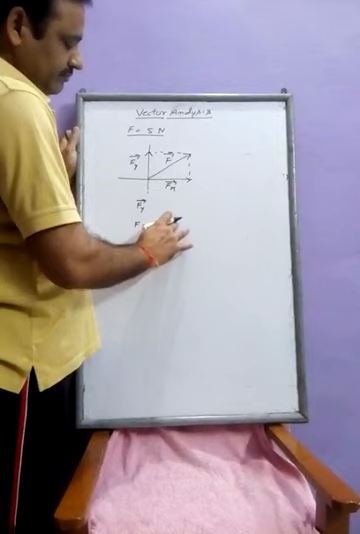 Vector Analysis
F = 5 N
F⃗y F⃗
F⃗x
F⃗y
F